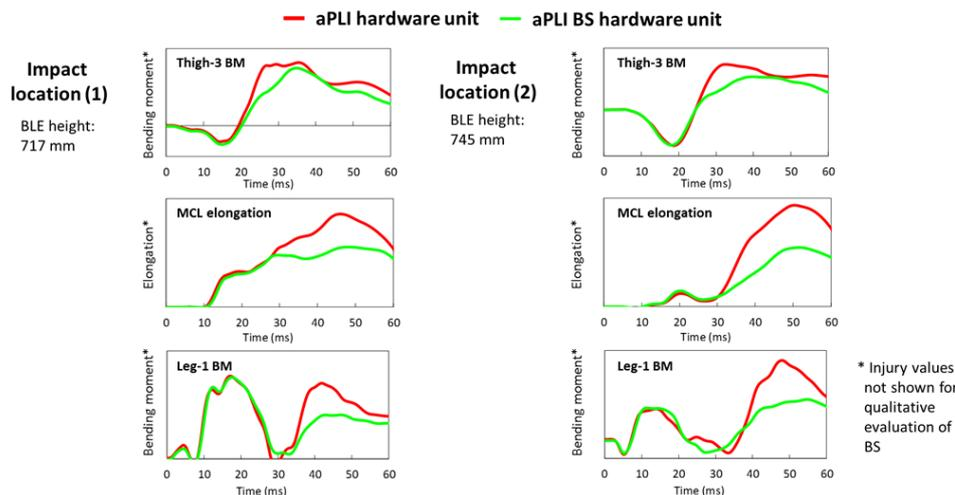 aPLI hardware unit aPLI BS hardware unit
Impact
location (1)
BLE height:
717 mm
Thigh-3 BM
Bending moment*
0 10 20 30 40 50 60
Time (ms)
MCL elongation
Elongation*
0 10 20 30 40 50 60
Time (ms)
Leg-1 BM
Bending moment*
0 10 20 30 40 50 60
Time (ms)
Impact
location (2)
BLE height:
745 mm
Thigh-3 BM
Bending moment*
0 10 20 30 40 50 60
Time (ms)
MCL elongation
Elongation*
0 10 20 30 40 50 60
Time (ms)
Leg-1 BM
Bending moment*
0 10 20 30 40 50 60
Time (ms)
* Injury values
not shown for
qualitative
evaluation of
BS